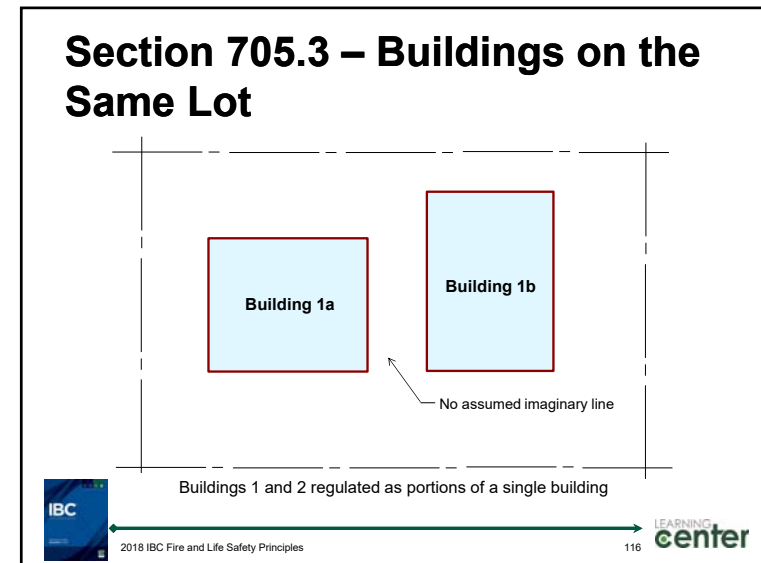 Section 705.3 – Buildings on the
Same Lot
Building 1a
Building 1b
No assumed imaginary line
Buildings 1 and 2 regulated as portions of a single building
IBC
2018 IBC Fire and Life Safety Principles
116
LEARNING
center